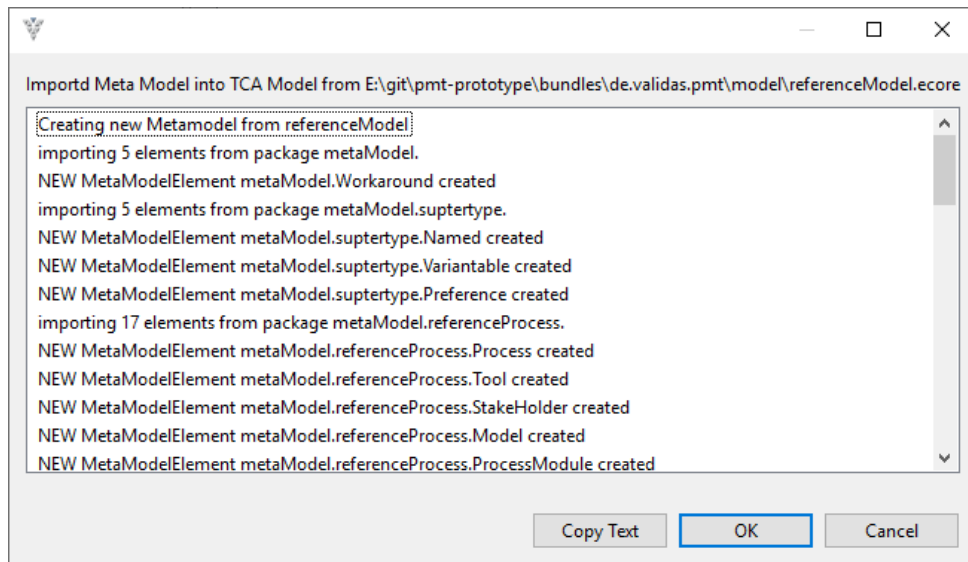 Importd Meta Model into TCA Model from E:\git\pmt-prototype\bundles\de.validas.pmt\model\referenceModel.ecore
Creating new Metamodel from referenceModel
importing 5 elements from package metaModel.
NEW MetaModelElement metaModel.Workaround created
importing 5 elements from package metaModel.suptertype.
NEW MetaModelElement metaModel.suptertype.Named created
NEW MetaModelElement metaModel.suptertype.Variantable created
NEW MetaModelElement metaModel.suptertype.Preference created
importing 17 elements from package metaModel.referenceProcess.
NEW MetaModelElement metaModel.referenceProcess.Process created
NEW MetaModelElement metaModel.referenceProcess.Tool created
NEW MetaModelElement metaModel.referenceProcess.StakeHolder created
NEW MetaModelElement metaModel.referenceProcess.Model created
NEW MetaModelElement metaModel.referenceProcess.ProcessModule created
Copy Text OK Cancel